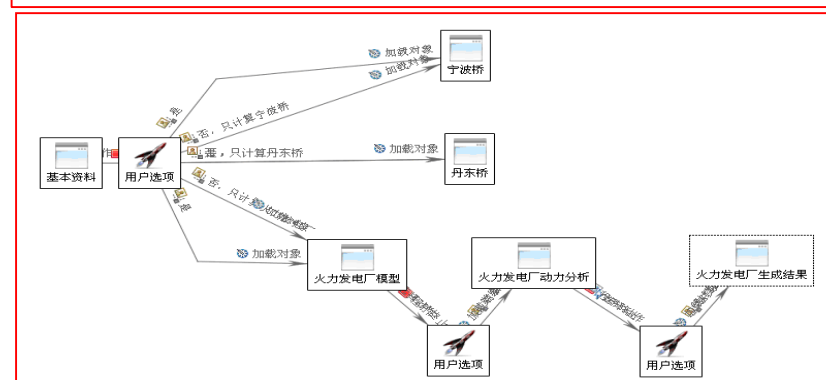 加载对象
加载对象
宁波桥
是
否，只计算宁波桥
作
，只计算丹东桥
加载对象
基本资料
用户选项
丹东桥
否，只计
是
加载对象
火力发电厂模型
火力发电厂动力分析
火力发电厂生成结果
用户选项
用户选项